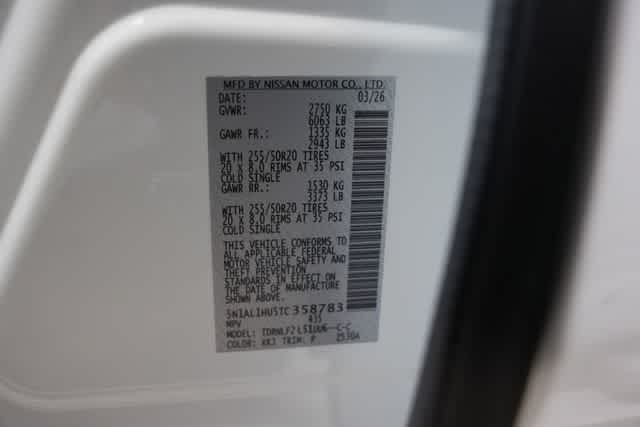 MFD BY NISSAN MOTOR CO., LTD.
DATE: 03/26
GVWR: 2750 KG
6063 LB
GAWR FR.: 1335 KG
2943 LB
WITH 255/50R20 TIRES
20 X 8.0 RIMS AT 35 PSI
COLD SINGLE
GAWR RR.: 1530 KG
3373 LB
WITH 255/50R20 TIRES
20 X 8.0 RIMS AT 35 PSI
COLD SINGLE
THIS VEHICLE CONFORMS TO
ALL APPLICABLE FEDERAL
MOTOR VEHICLE SAFETY AND
THEFT PREVENTION
STANDARDS IN EFFECT ON
THE DATE OF MANUFACTURE
SHOWN ABOVE.
5N1AL1HU5TC358783
MPV 435
MODEL:
COLOR: TRIM: P 2530A